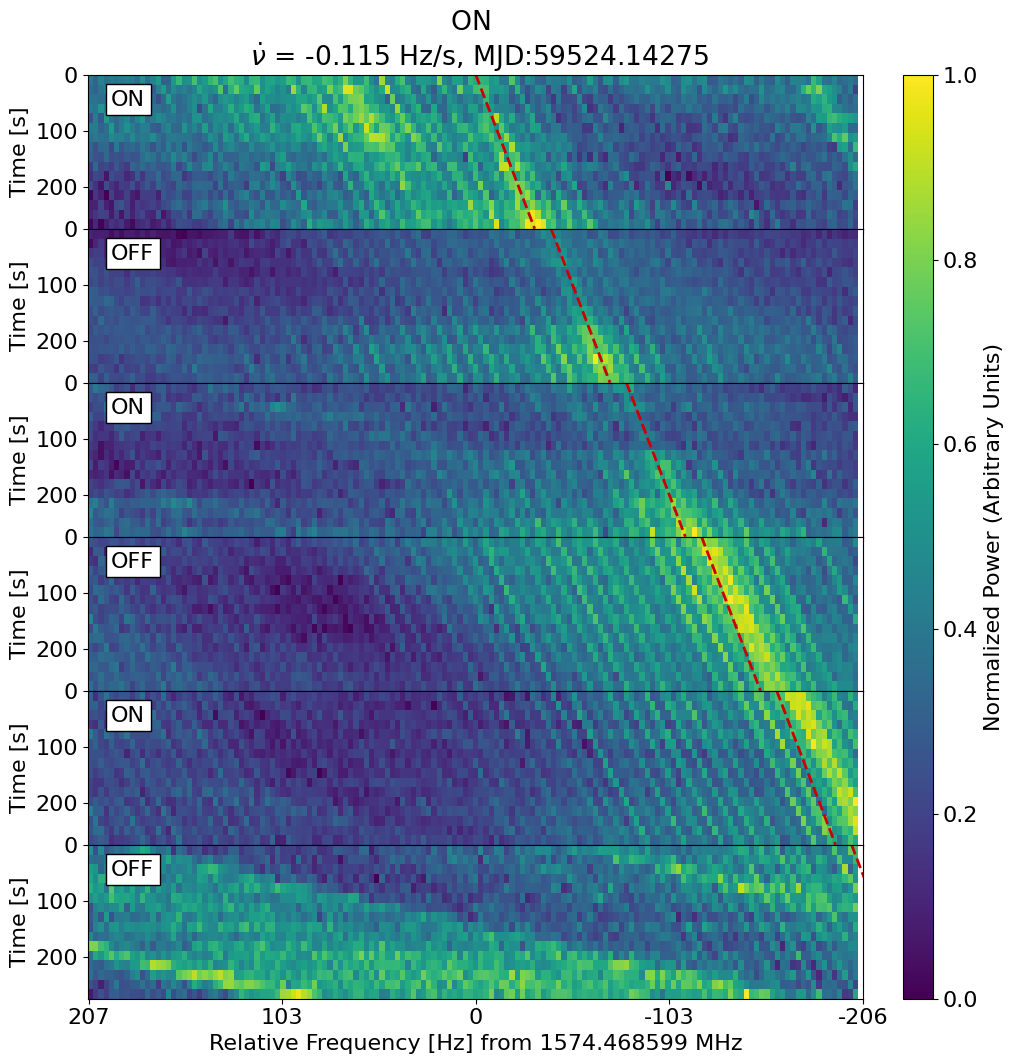 ON
ν̇ = -0.115 Hz/s, MJD:59524.14275
0
100
200
Time [s]
ON
0
100
200
Time [s]
OFF
0
100
200
Time [s]
ON
0
100
200
Time [s]
OFF
0
100
200
Time [s]
ON
0
100
200
Time [s]
OFF
207 103 0 -103 -206
Relative Frequency [Hz] from 1574.468599 MHz
1.0
0.8
0.6
0.4
0.2
0.0
Normalized Power (Arbitrary Units)